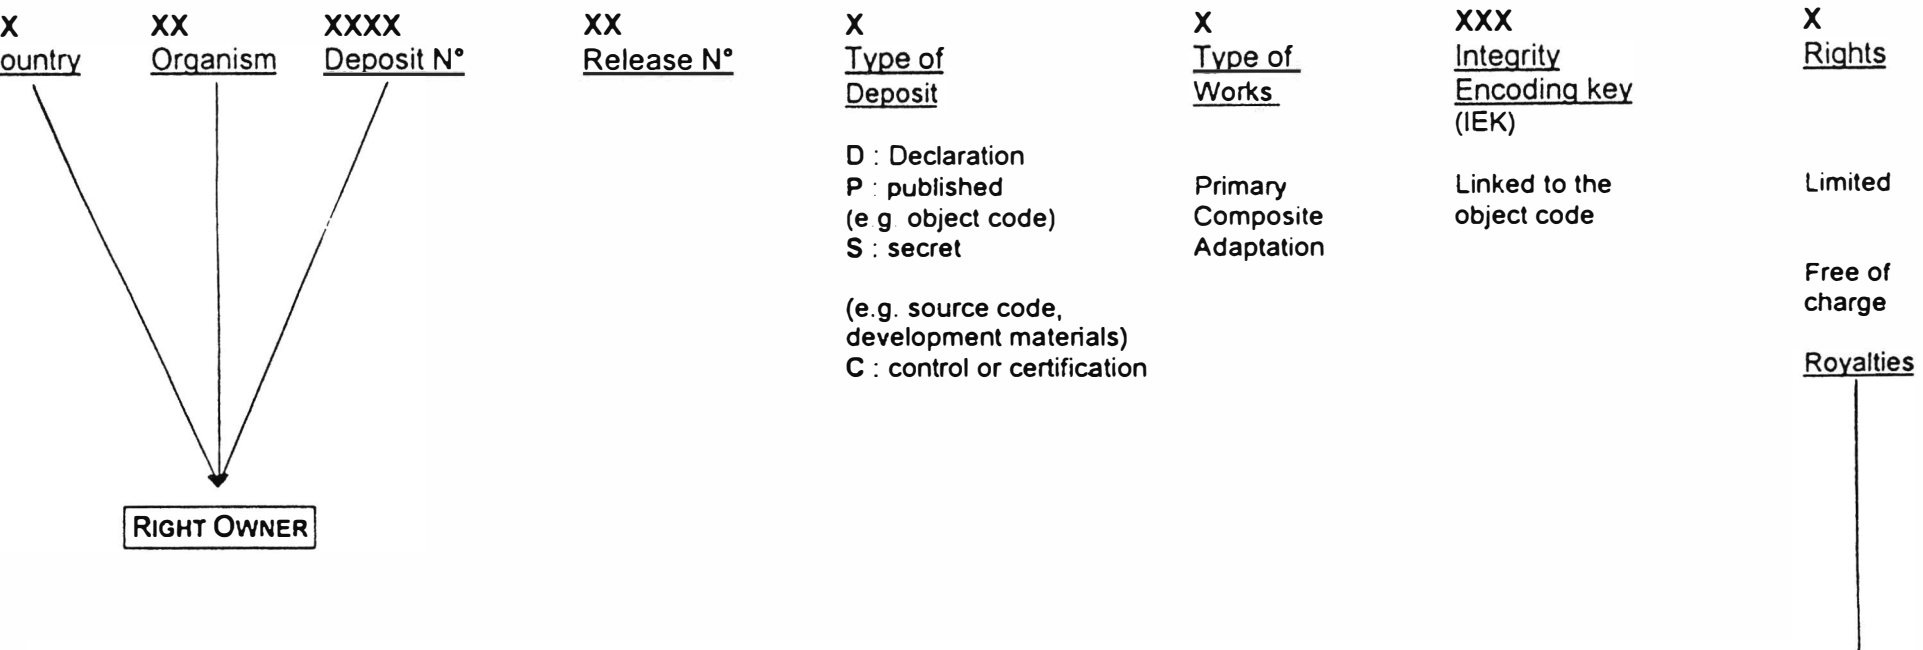 X XX XXXX XX X X XXX X
ountry Organism Deposit N° Release N° Type of Deposit Type of Works Integrity Encoding key (IEK) Rights
D : Declaration
P : published
(e.g. object code)
S : secret
(e.g. source code,
development materials)
C : control or certification
Primary
Composite
Adaptation
Linked to the
object code
Limited
Free of
charge
Royalties
RIGHT OWNER